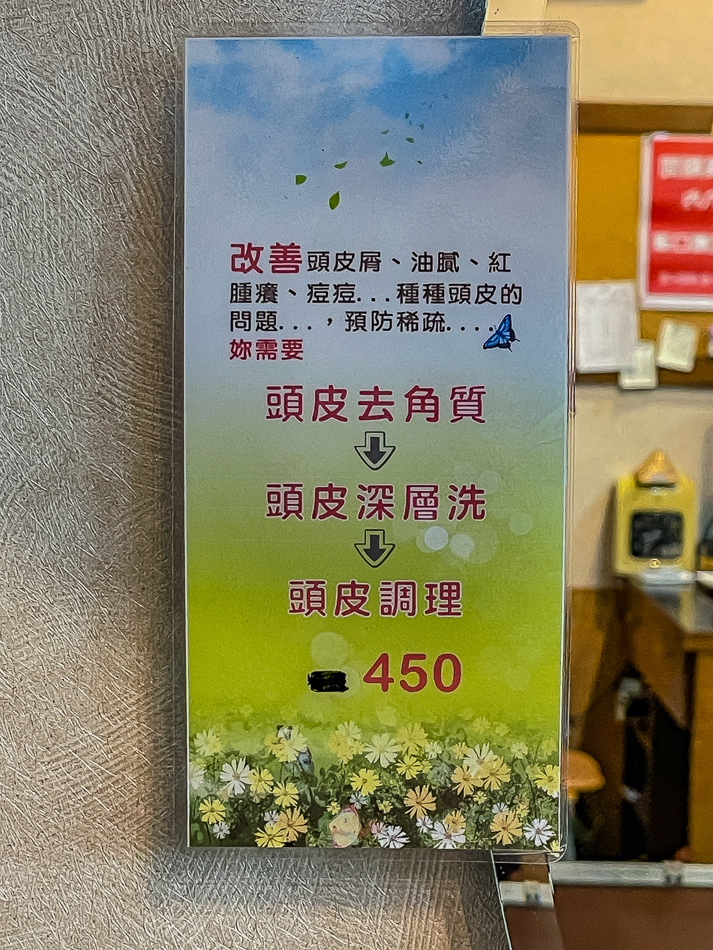 改善頭皮屑、油膩、紅
腫癢、痘痘...種種頭皮的
問題...，預防稀疏....
妳需要
頭皮去角質
頭皮深層洗
頭皮調理
450